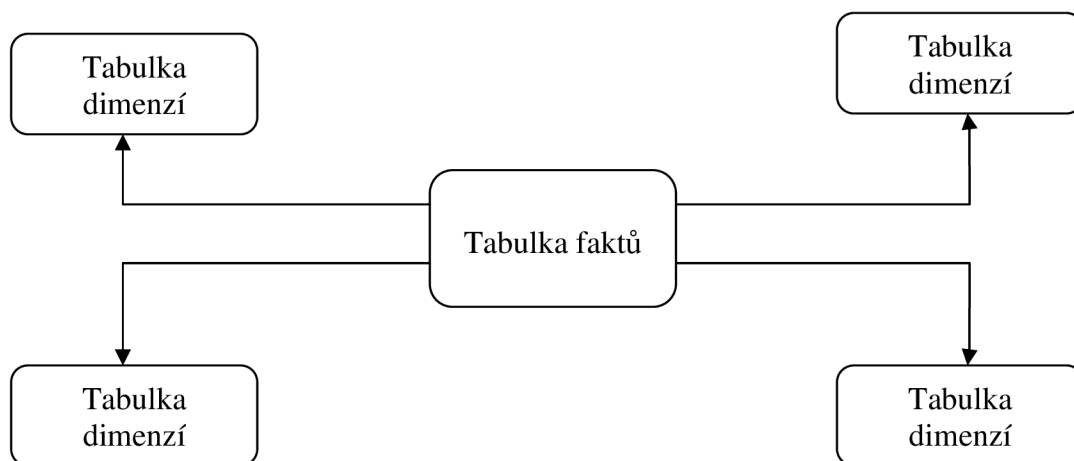 Tabulka
dimenzí
Tabulka
dimenzí
Tabulka faktů
Tabulka
dimenzí
Tabulka
dimenzí